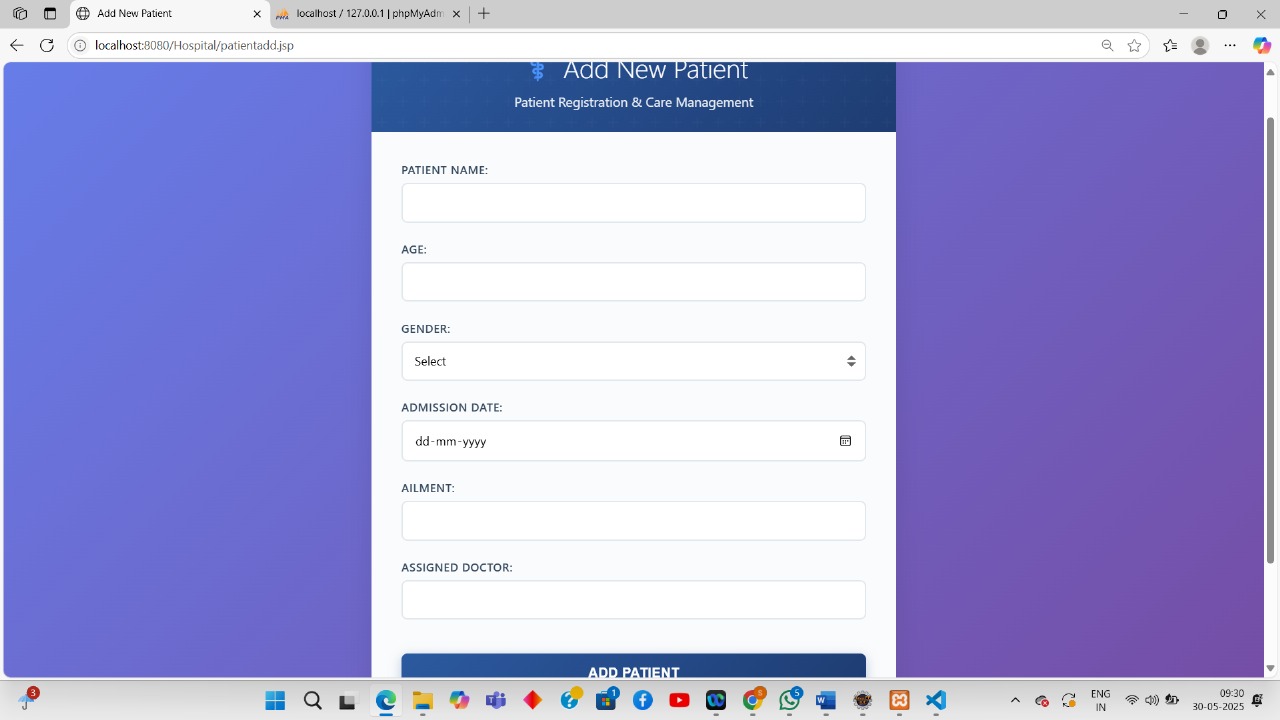 Add New Patient
localhost / 127.0.0.1 | phpMyAdm
localhost:8080/Hospital/patientadd.jsp
Add New Patient
Patient Registration & Care Management
PATIENT NAME:
AGE:
GENDER:
Select
ADMISSION DATE:
dd-mm-yyyy
AILMENT:
ASSIGNED DOCTOR:
ADD PATIENT
3
1
5
ENG
IN
09:30
30-05-2025